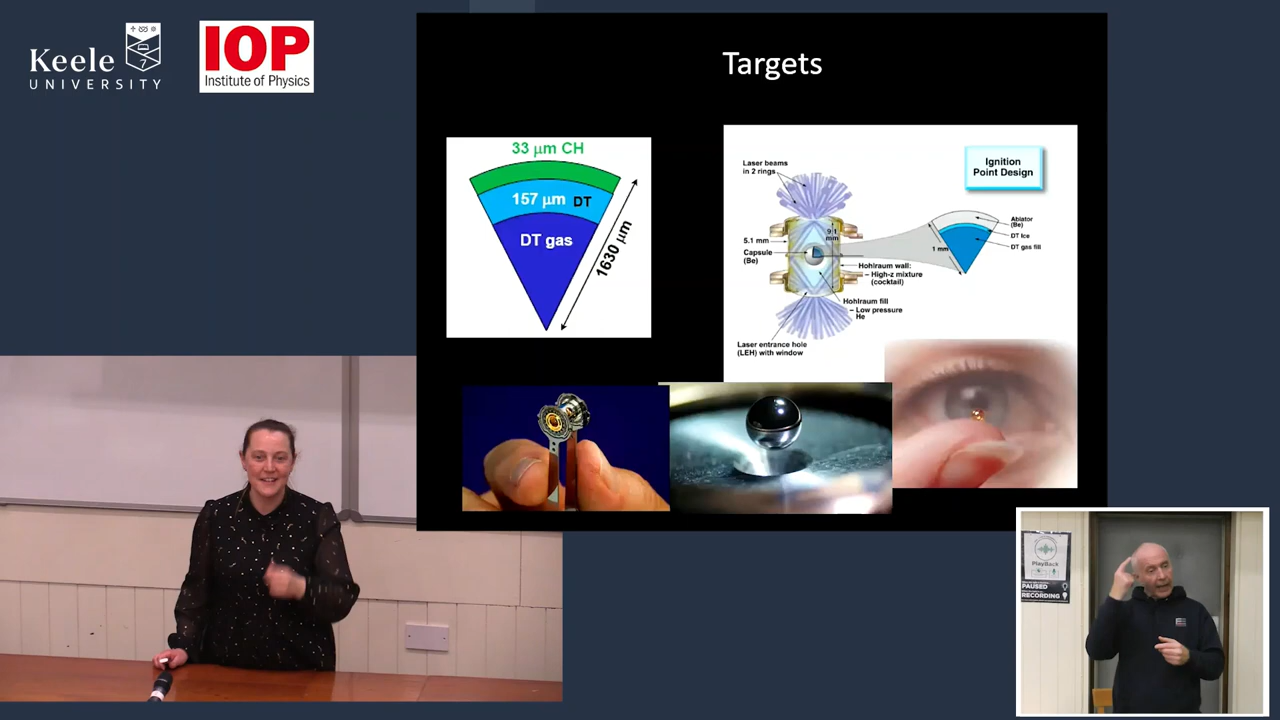 Keele
UNIVERSITY
IOP
Institute of Physics
Targets
33 µm CH
157 µm DT
DT gas
1630 µm
Ignition
Point Design
Laser beams
in 2 rings
5.1 mm
9.1
mm
Capsule
(Be)
1 mm
Ablator
(Be)
DT Ice
DT gas fill
Hohlraum wall:
– High-z mixture
(cocktail)
Hohlraum fill
– Low pressure
He
Laser entrance hole
(LEH) with window
PlayBack
PAUSED
RECORDING